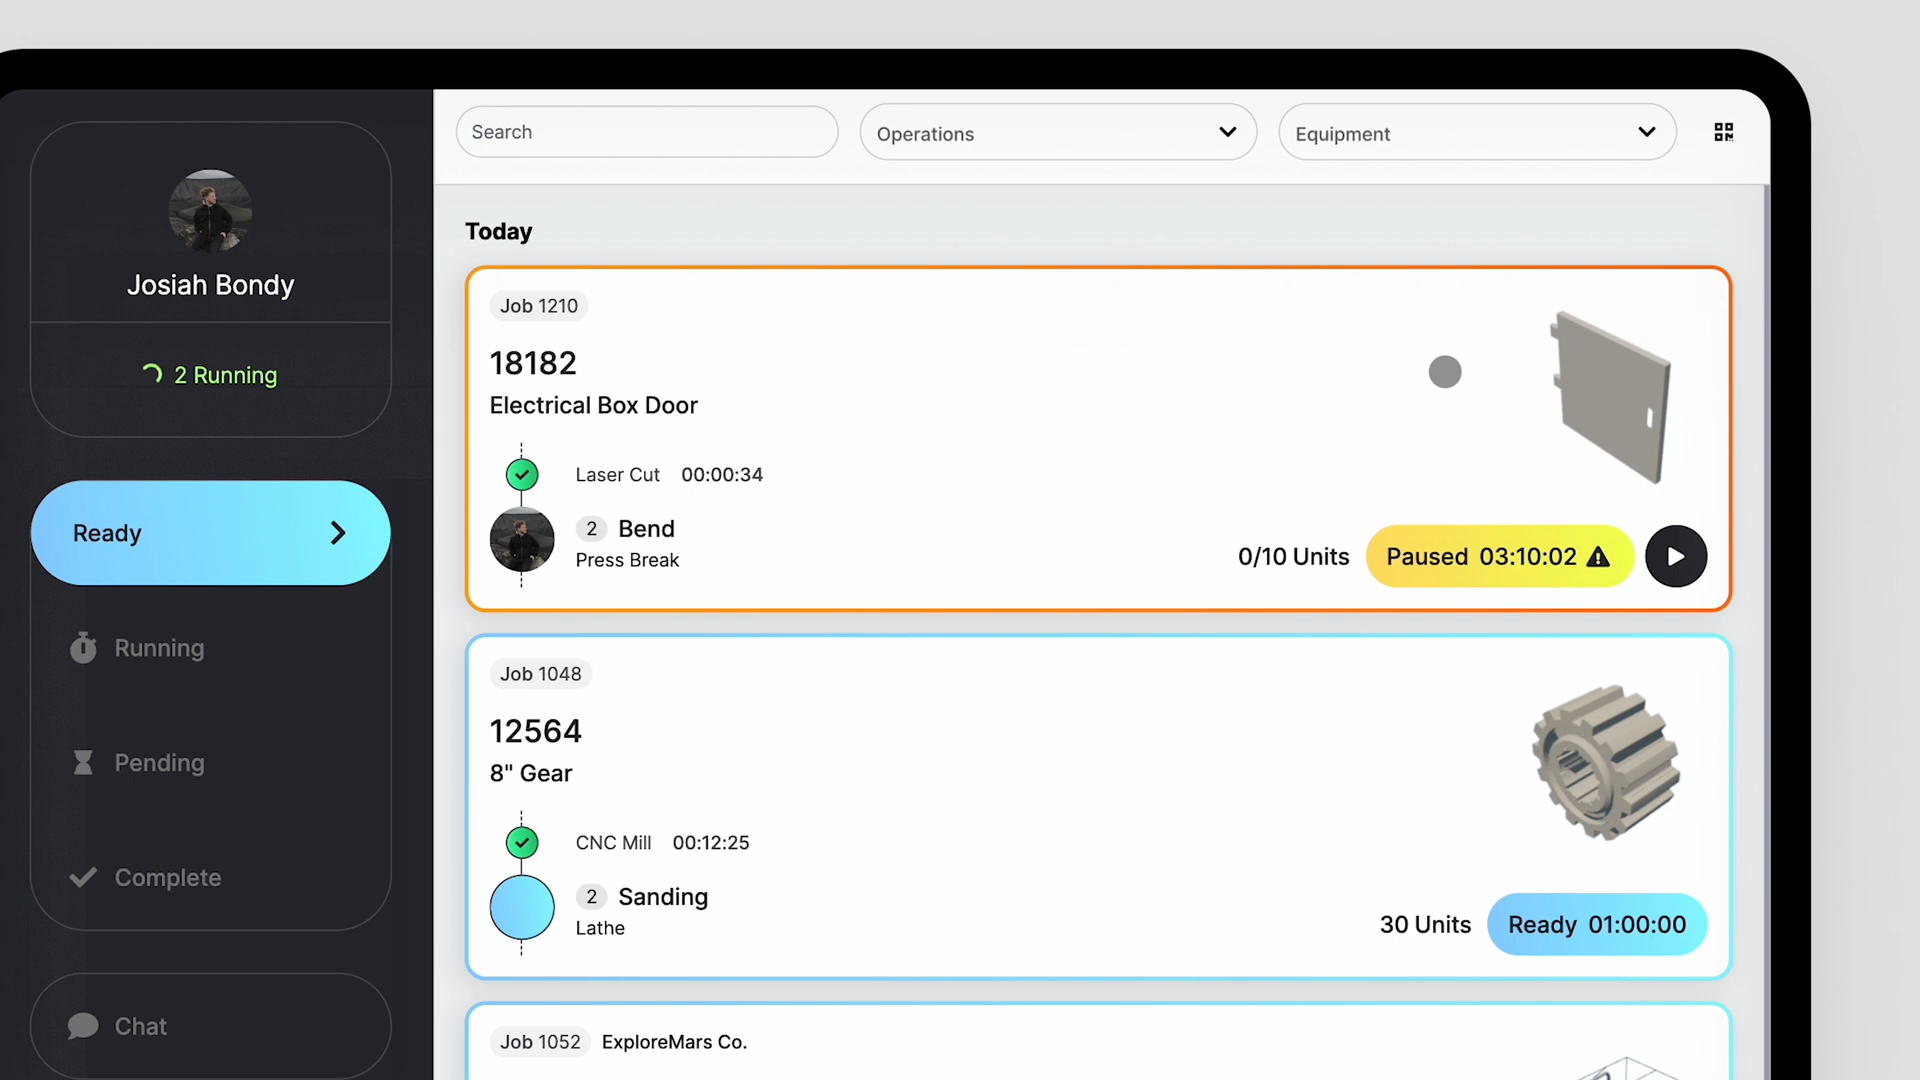 Josiah Bondy
2 Running
Ready
Running
Pending
Complete
Chat
Search
Operations
Equipment
Today
Job 1210
18182
Electrical Box Door
Laser Cut 00:00:34
2 Bend
Press Break
0/10 Units
Paused 03:10:02
Job 1048
12564
8" Gear
CNC Mill 00:12:25
2 Sanding
Lathe
30 Units
Ready 01:00:00
Job 1052 ExploreMars Co.